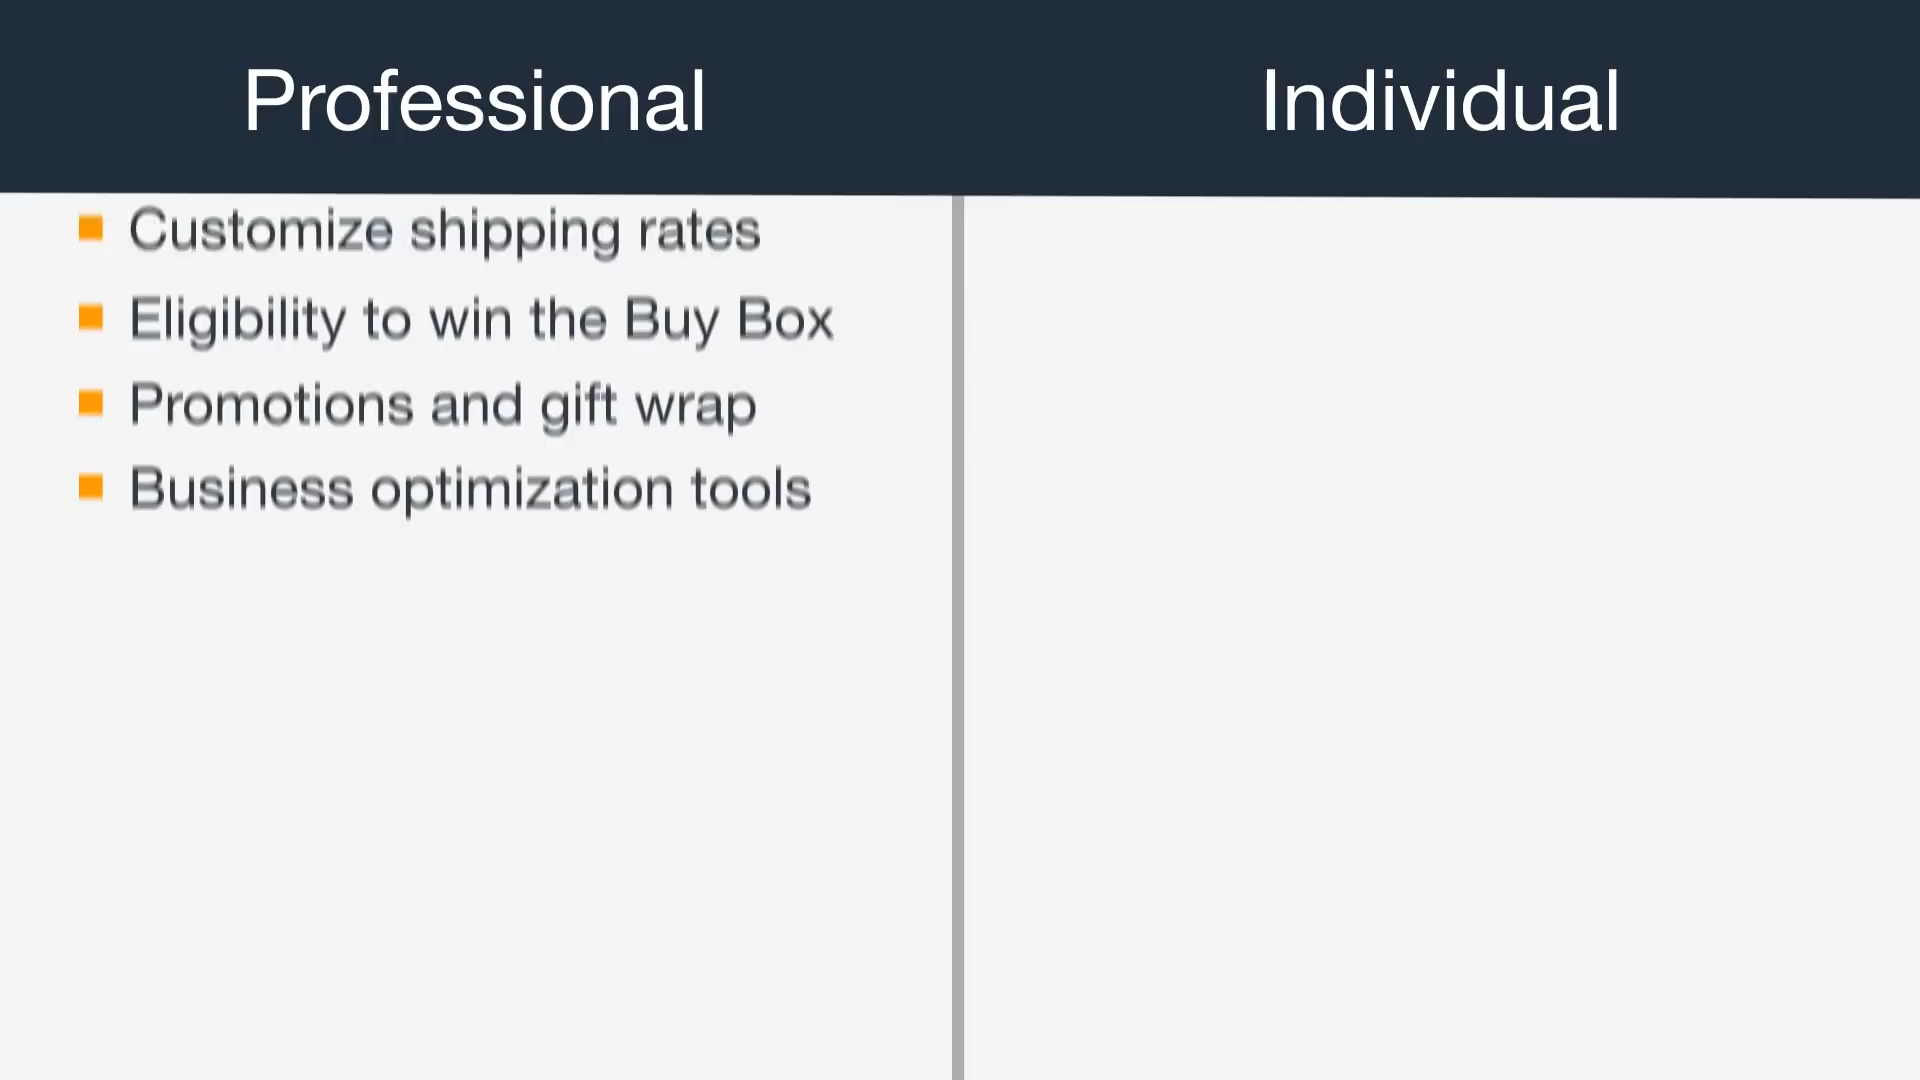 Professional
Individual
Customize shipping rates
Eligibility to win the Buy Box
Promotions and gift wrap
Business optimization tools